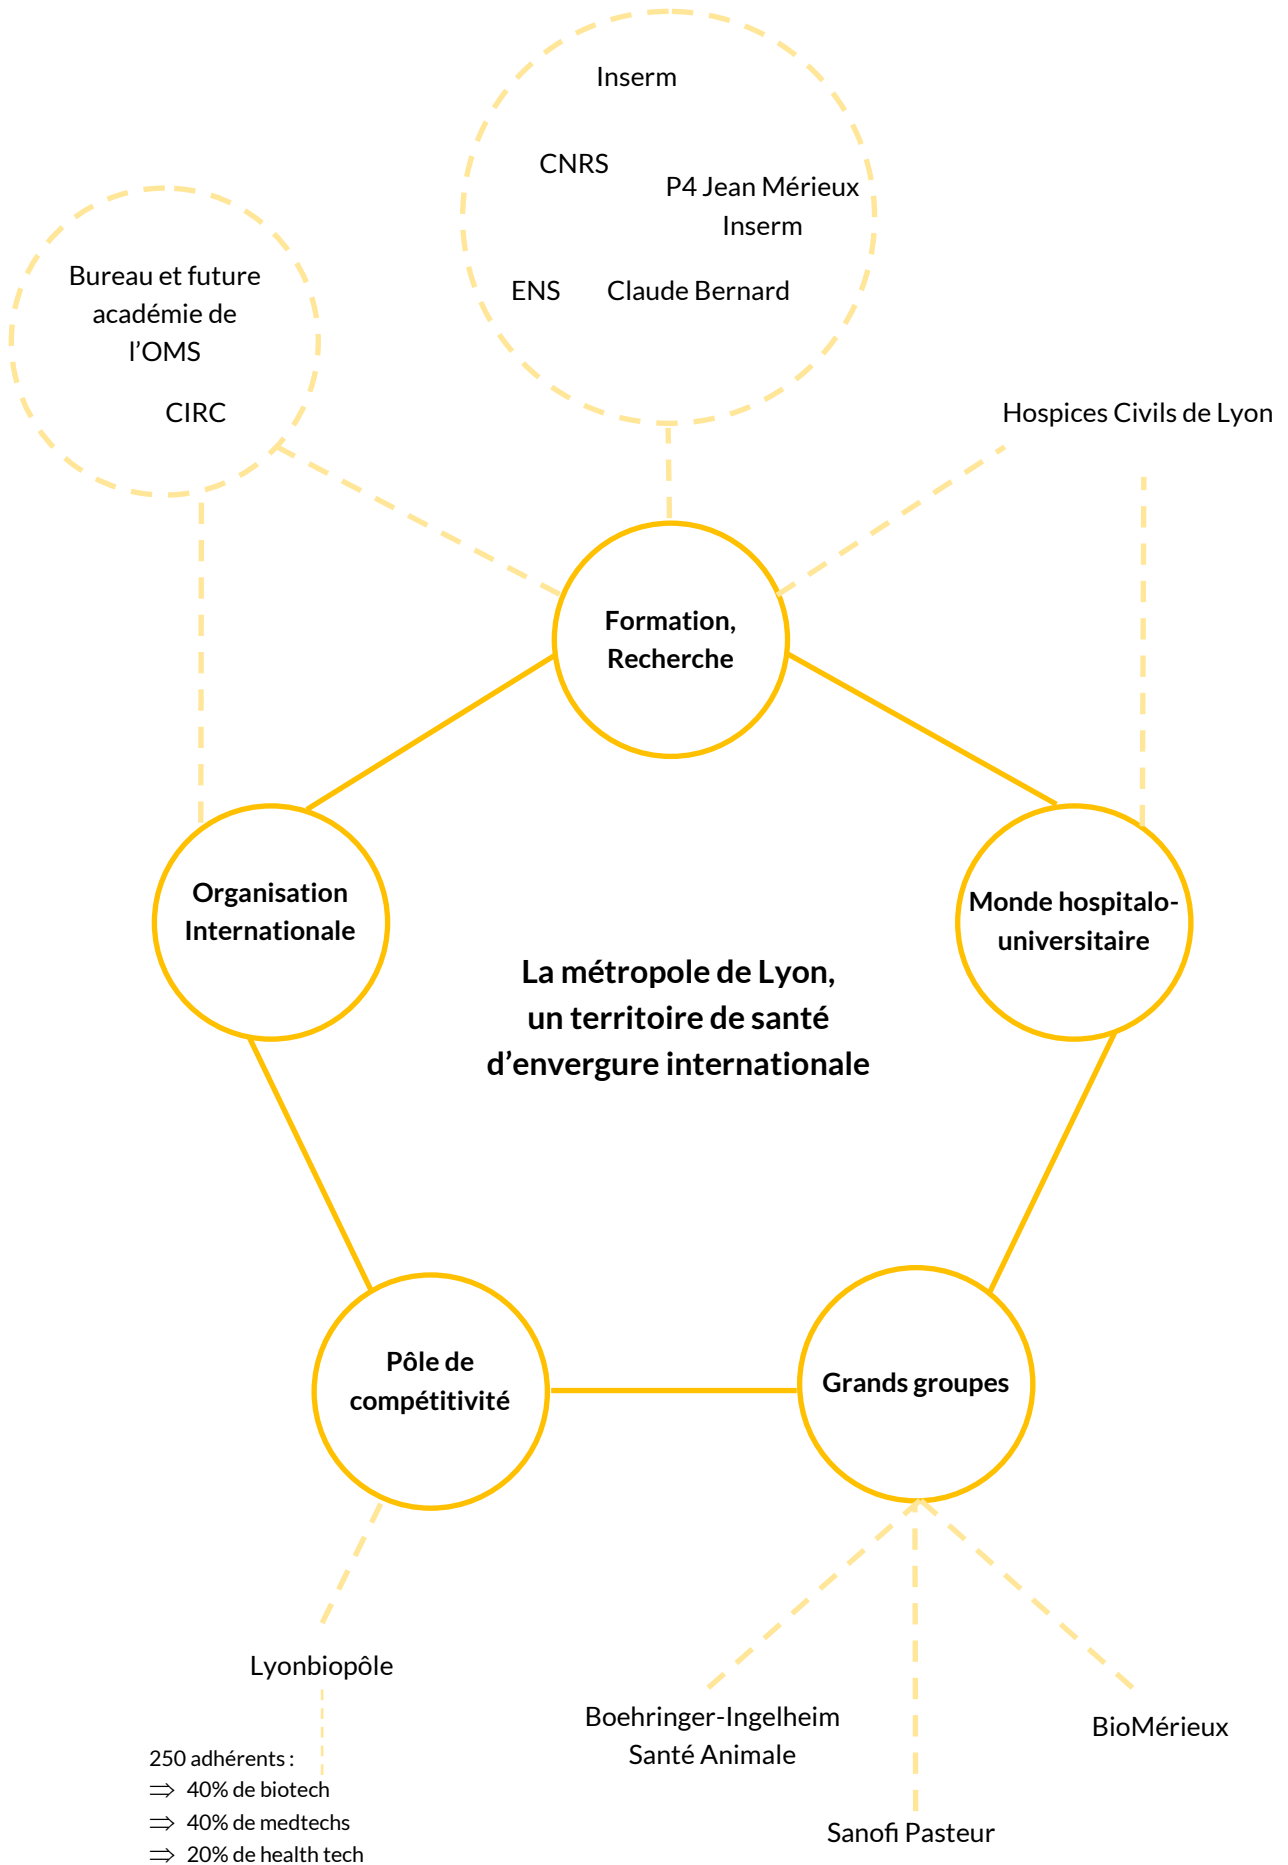 Inserm
CNRS
P4 Jean Mérieux
Inserm
ENS
Claude Bernard
Bureau et future
académie de
l’OMS
CIRC
Hospices Civils de Lyon
Formation,
Recherche
Organisation
Internationale
Monde hospitalo-
universitaire
La métropole de Lyon,
un territoire de santé
d’envergure internationale
Pôle de
compétitivité
Grands groupes
Lyonbiopôle
250 adhérents :
⇒ 40% de biotech
⇒ 40% de medtechs
⇒ 20% de health tech
Boehringer-Ingelheim
Santé Animale
Sanofi Pasteur
BioMérieux